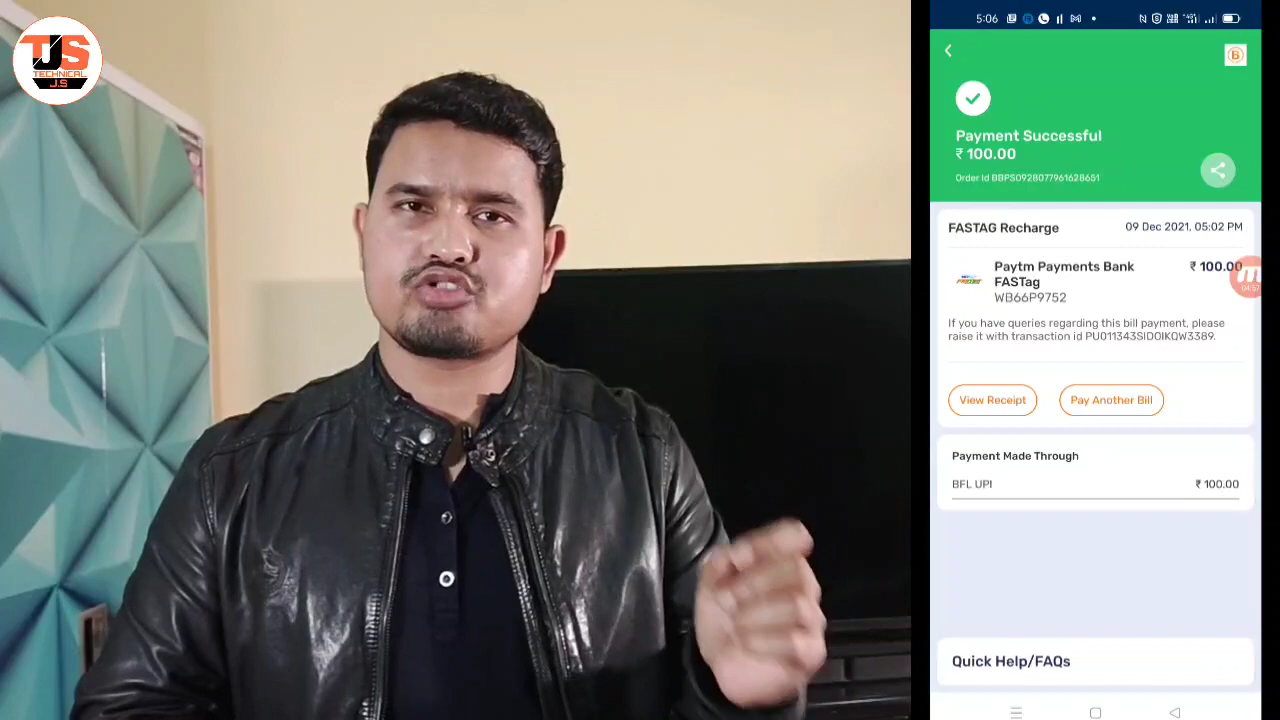 TJS
TECHNICAL
J.S
5:06
Payment Successful
₹ 100.00
Order Id BBPS0928077961628651
FASTAG Recharge
09 Dec 2021, 05:02 PM
Paytm Payments Bank
₹ 100.00
FASTag
WB66P9752
04:57
If you have queries regarding this bill payment, please
raise it with transaction id PU011343SIDOIKQW3389.
View Receipt
Pay Another Bill
Payment Made Through
BFL UPI
₹ 100.00
Quick Help/FAQs